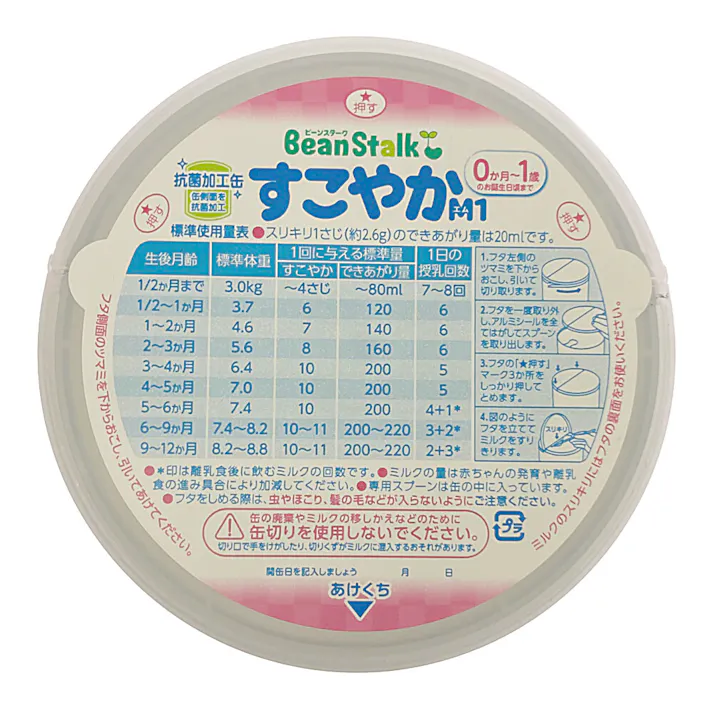 ★押す
ビーンスターク
BeanStalk
抗菌加工缶
缶側面を
抗菌加工
すこやかM1
エムワン
0か月~1歳
のお誕生日頃まで
★押す
★押す
標準使用量表 ●スリキリ1さじ(約2.6g)のできあがり量は20mlです。
生後月齢 標準体重 1回に与える標準量 1日の授乳回数
すこやか できあがり量
1/2か月まで 3.0kg ~4さじ ~80ml 7~8回
1/2~1か月 3.7 6 120 6
1~2か月 4.6 7 140 6
2~3か月 5.6 8 160 6
3~4か月 6.4 10 200 5
4~5か月 7.0 10 200 5
5~6か月 7.4 10 200 4+1*
6~9か月 7.4~8.2 10~11 200~220 3+2*
9~12か月 8.2~8.8 10~11 200~220 2+3*
1.フタ左側の
ツマミを下から
おこし、引いて
切り取ります。
2.フタを一度取り外
し、アルミシールを全
てはがしてスプーン
を取り出します。
3.フタの「★押す」
マーク3か所を
しっかり押して
とめます。
4.図のように
フタを立てて
ミルクをすり
きります。
スリキリ
●*印は離乳食後に飲むミルクの回数です。●ミルクの量は赤ちゃんの発育や離乳
食の進み具合により加減してください。●専用スプーンは缶の中に入っています。
●フタをしめる際は、虫やほこり、髪の毛などが入らないようにご注意ください。
缶の廃棄やミルクの移しかえなどのために
缶切りを使用しないでください。
切り口で手をけがしたり、切りくずがミルクに混入するおそれがあります。
プラ
開缶日を記入しましょう 月 日
あけくち
フタ側面のツマミを下からおこし、引いてあけてください。
ミルクのスリキリにはフタの裏面をお使いください。